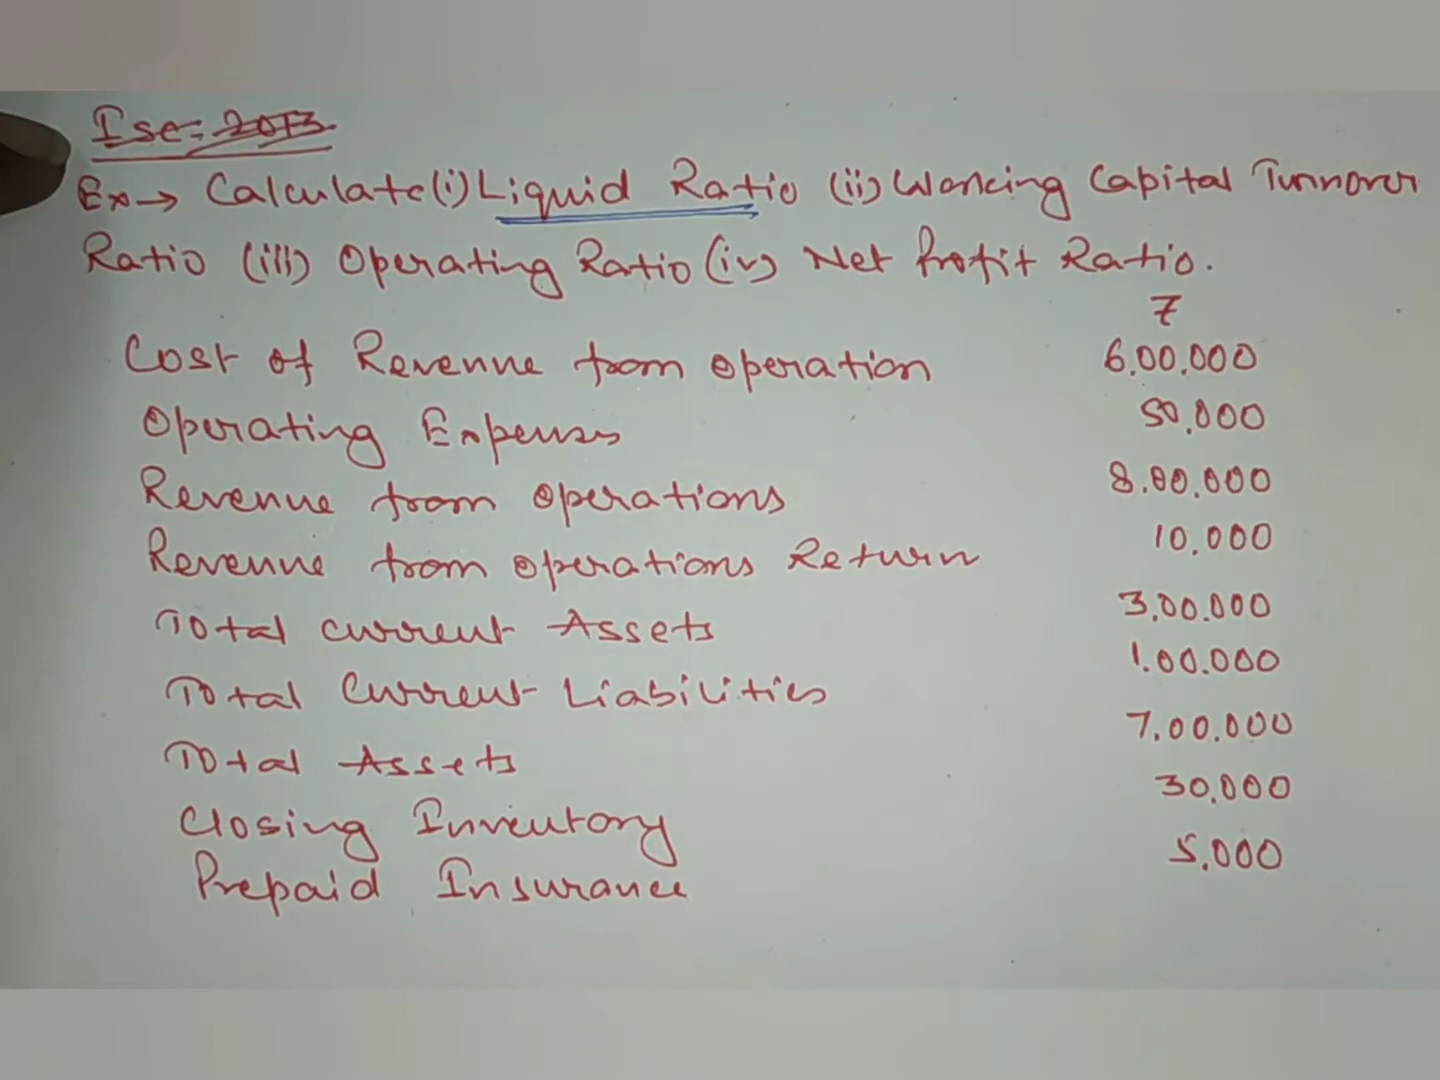 Isc: 2013
Ex → Calculate (i) Liquid Ratio (ii) Working Capital Turnover
Ratio (iii) Operating Ratio (iv) Net Profit Ratio.
₹
Cost of Revenue from operation 6,00,000
Operating Expenses 50,000
Revenue from operations 8,00,000
Revenue from operations Return 10,000
Total current Assets 3,00,000
Total Current Liabilities 1,00,000
Total Assets 7,00,000
Closing Inventory 30,000
Prepaid Insurance 5,000